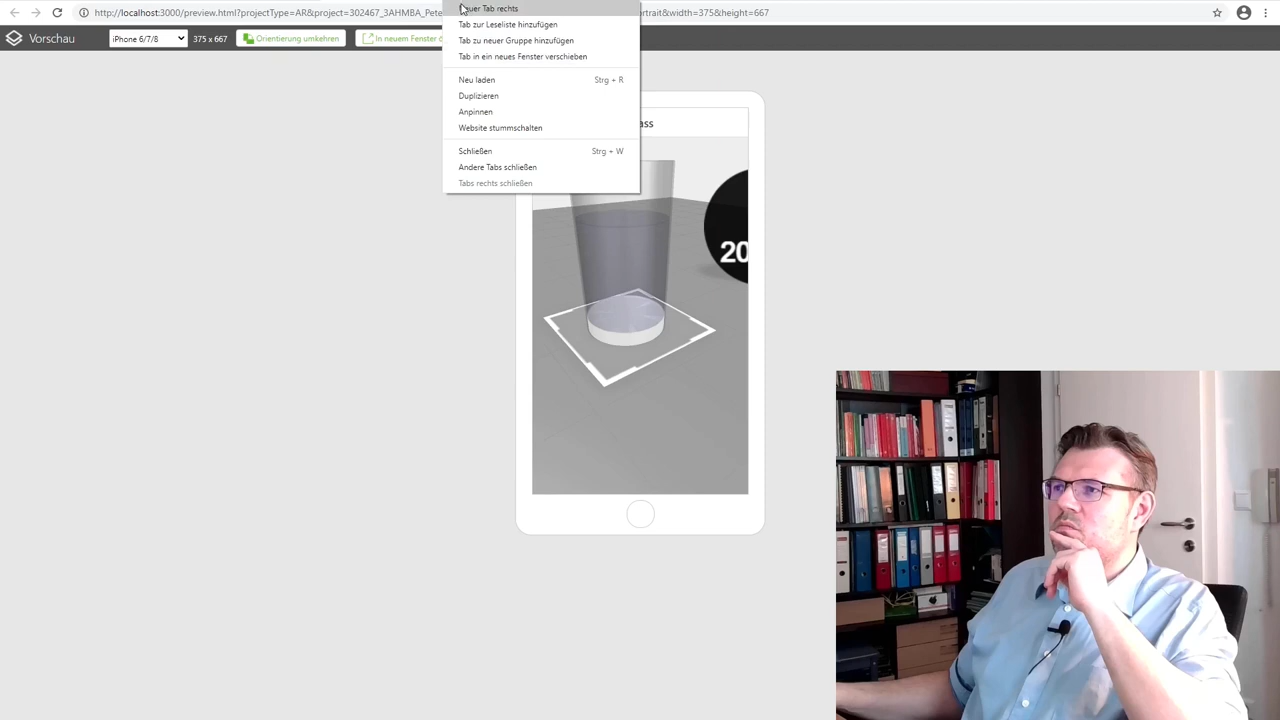 http://localhost:3000/preview.html?projectType=AR&project=302467_3AHMBA_Pete
rtrait&width=375&height=667
Vorschau
iPhone 6/7/8
375 x 667
Orientierung umkehren
In neuem Fenster ö
Neuer Tab rechts
Tab zur Leseliste hinzufügen
Tab zu neuer Gruppe hinzufügen
Tab in ein neues Fenster verschieben
Neu laden Strg + R
Duplizieren
Anpinnen
Website stummschalten
Schließen Strg + W
Andere Tabs schließen
Tabs rechts schließen
ass
20